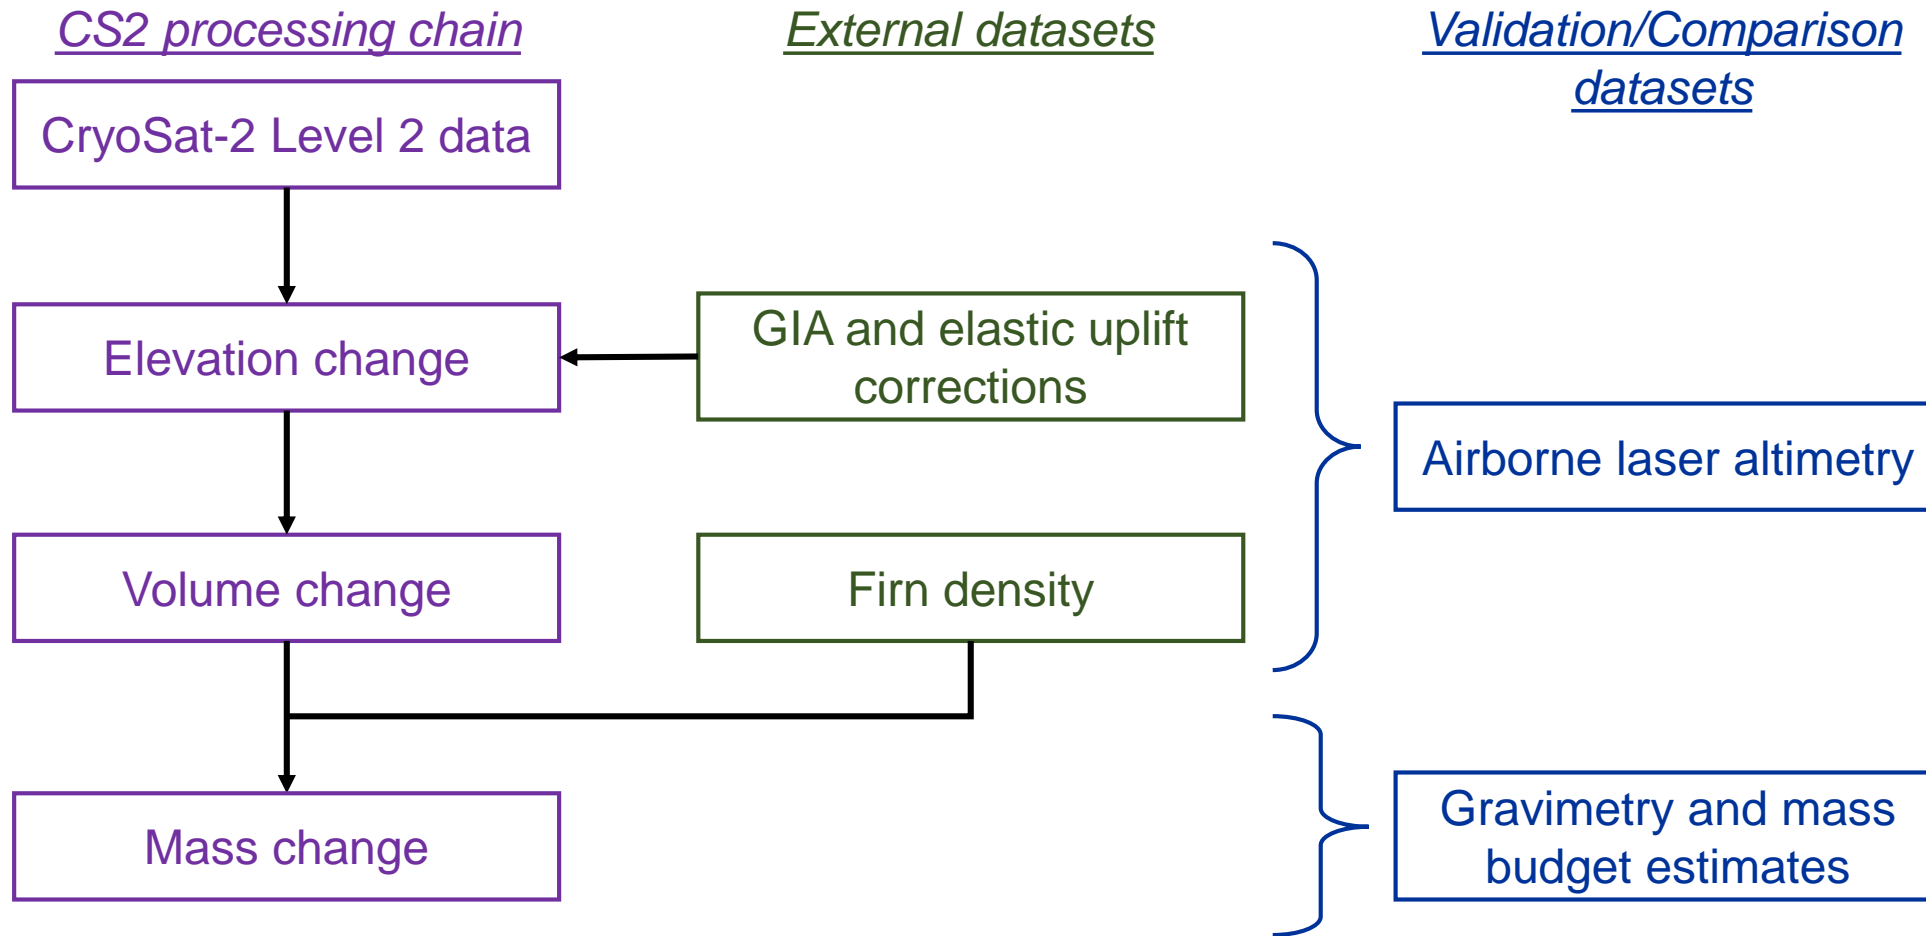 CS2 processing chain
External datasets
Validation/Comparison
datasets
CryoSat-2 Level 2 data
Elevation change
GIA and elastic uplift
corrections
Airborne laser altimetry
Volume change
Firn density
Mass change
Gravimetry and mass
budget estimates